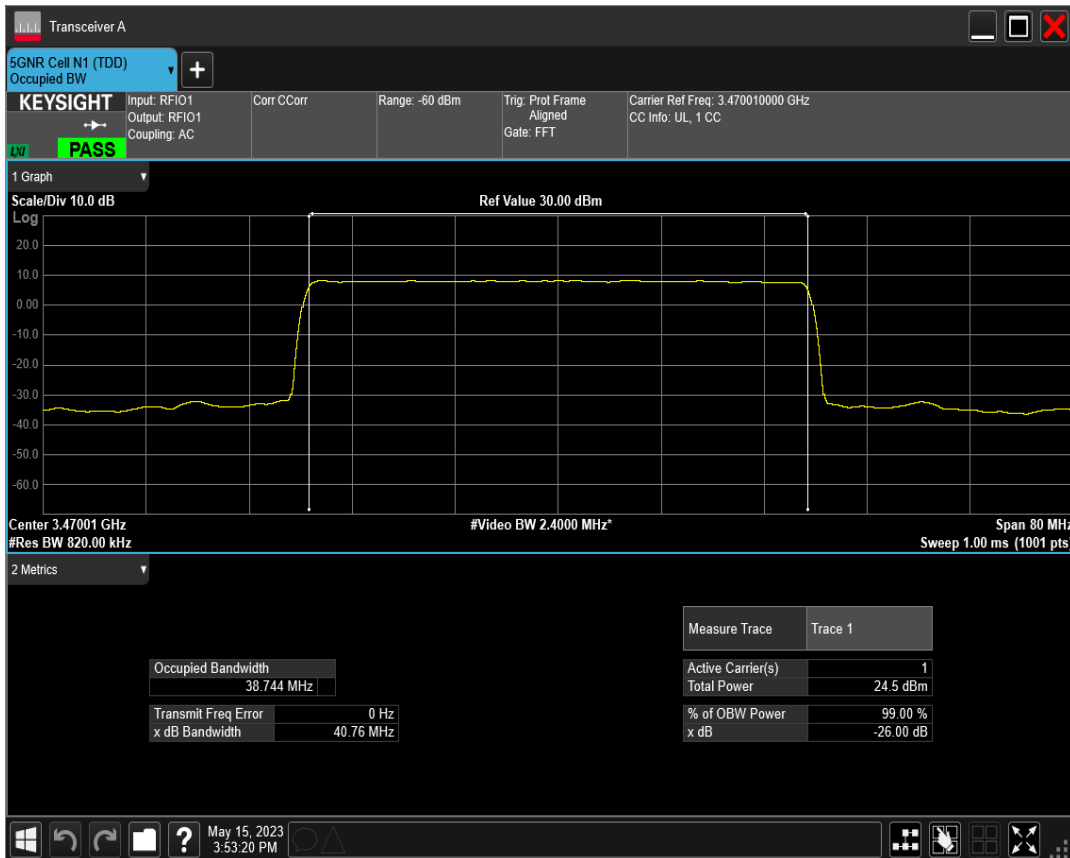 Transceiver A
5GNR Cell N1 (TDD)
Occupied BW
+
KEYSIGHT
LXI
PASS
Input: RFIO1
Output: RFIO1
Coupling: AC
Corr CCorr
Range: -60 dBm
Trig: Prot Frame
Aligned
Gate: FFT
Carrier Ref Freq: 3.470010000 GHz
CC Info: UL, 1 CC
1 Graph
Scale/Div 10.0 dB
Ref Value 30.00 dBm
Log
20.0
10.0
0.00
-10.0
-20.0
-30.0
-40.0
-50.0
-60.0
Center 3.47001 GHz
#Video BW 2.4000 MHz*
Span 80 MHz
#Res BW 820.00 kHz
Sweep 1.00 ms (1001 pts)
2 Metrics
Measure Trace Trace 1
Occupied Bandwidth
38.744 MHz
Transmit Freq Error 0 Hz
x dB Bandwidth 40.76 MHz
Active Carrier(s) 1
Total Power 24.5 dBm
% of OBW Power 99.00 %
x dB -26.00 dB
?
May 15, 2023
3:53:20 PM